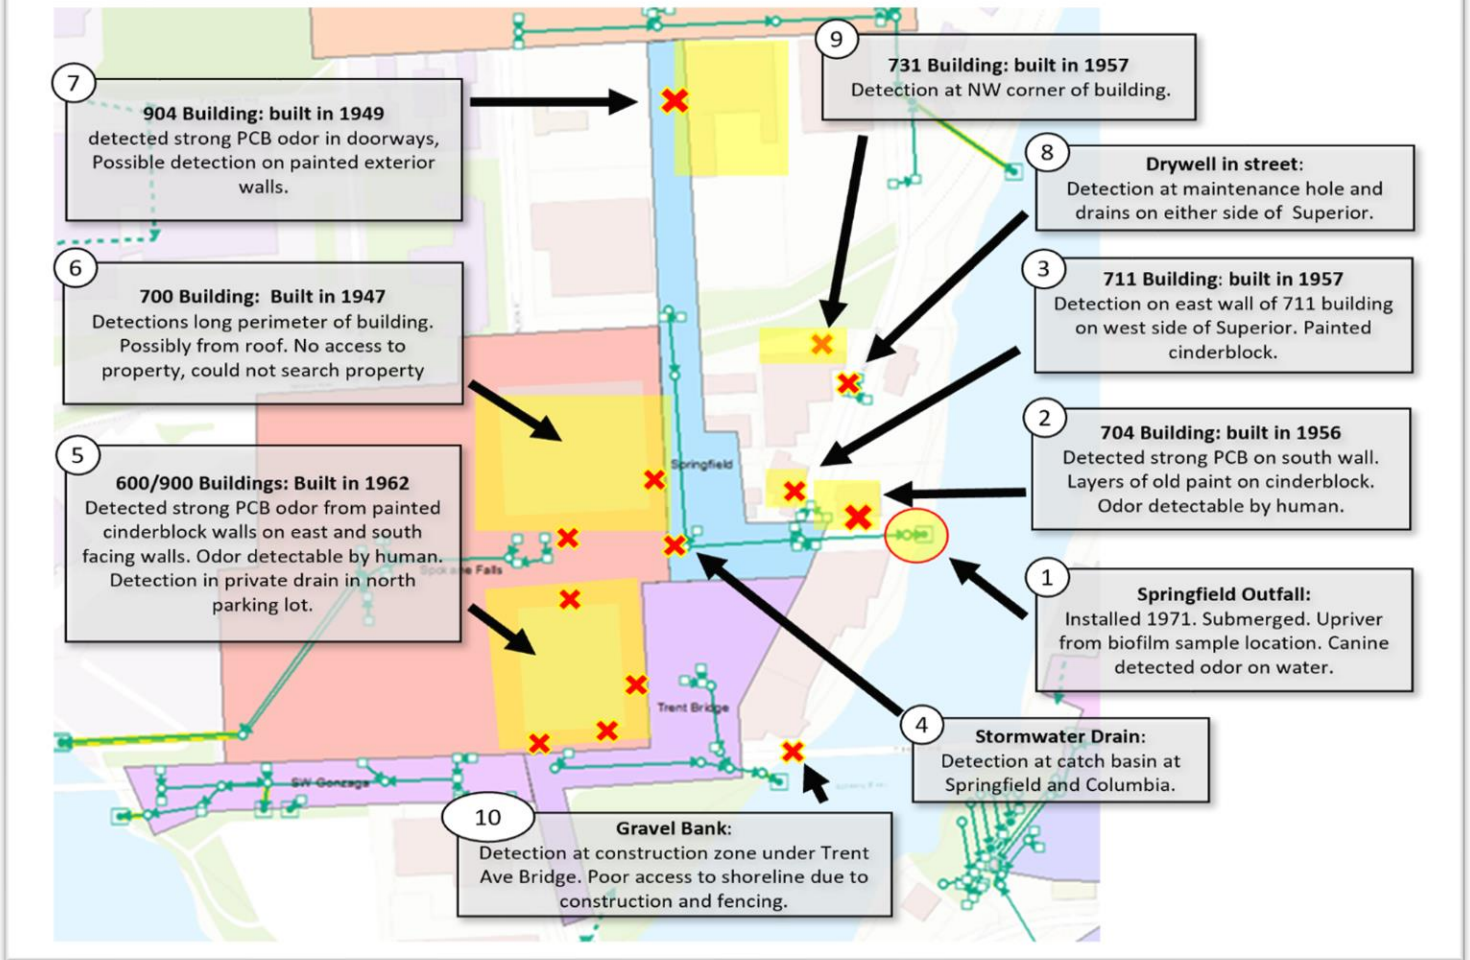 7
904 Building: built in 1949
detected strong PCB odor in doorways,
Possible detection on painted exterior
walls.
9
731 Building: built in 1957
Detection at NW corner of building.
8
Drywell in street:
Detection at maintenance hole and
drains on either side of Superior.
6
700 Building: Built in 1947
Detections long perimeter of building.
Possibly from roof. No access to
property, could not search property
3
711 Building: built in 1957
Detection on east wall of 711 building
on west side of Superior. Painted
cinderblock.
5
600/900 Buildings: Built in 1962
Detected strong PCB odor from painted
cinderblock walls on east and south
facing walls. Odor detectable by human.
Detection in private drain in north
parking lot.
2
704 Building: built in 1956
Detected strong PCB on south wall.
Layers of old paint on cinderblock.
Odor detectable by human.
Springfield
Spokane Falls
1
Springfield Outfall:
Installed 1971. Submerged. Upriver
from biofilm sample location. Canine
detected odor on water.
Trent Bridge
4
Stormwater Drain:
Detection at catch basin at
Springfield and Columbia.
SW Gonzaga
10
Gravel Bank:
Detection at construction zone under Trent
Ave Bridge. Poor access to shoreline due to
construction and fencing.